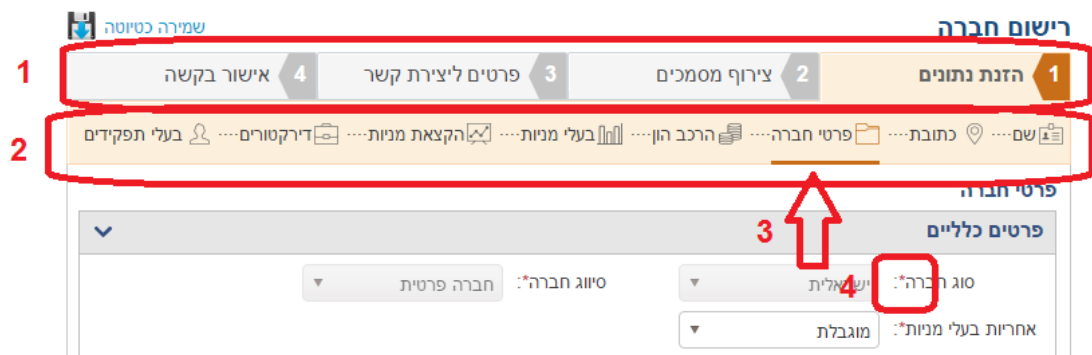 רישום חברה שמירה כטיוטה
1 1 הזנת נתונים 2 צירוף מסמכים 3 פרטים ליצירת קשר 4 אישור בקשה
2 שם .... כתובת .... פרטי חברה .... הרכב הון .... בעלי מניות .... הקצאת מניות .... דירקטורים .... בעלי תפקידים
פרטי חברה
3 פרטים כלליים
סוג חברה*: ישראלית 4 סיווג חברה*: חברה פרטית
אחריות בעלי מניות*: מוגבלת